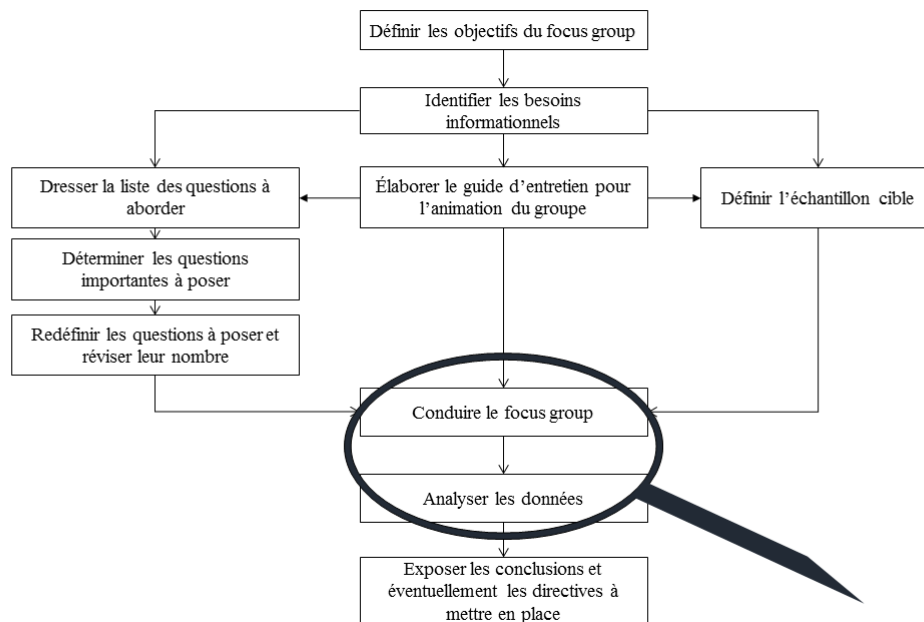 Définir les objectifs du focus group
Identifier les besoins
informationnels
Dresser la liste des questions à
aborder
Élaborer le guide d'entretien pour
l'animation du groupe
Définir l'échantillon cible
Déterminer les questions
importantes à poser
Redéfinir les questions à poser et
réviser leur nombre
Conduire le focus group
Analyser les données
Exposer les conclusions et
éventuellement les directives à
mettre en place